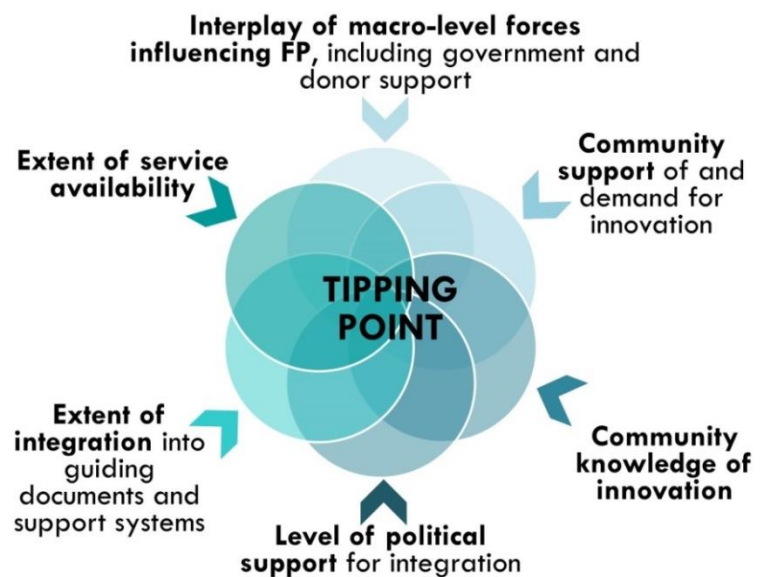 Interplay of macro-level forces
influencing FP, including government and
donor support
Extent of service
availability
Community
support of and
demand for
innovation
TIPPING
POINT
Extent of
integration into
guiding
documents and
support systems
Community
knowledge of
innovation
Level of political
support for integration